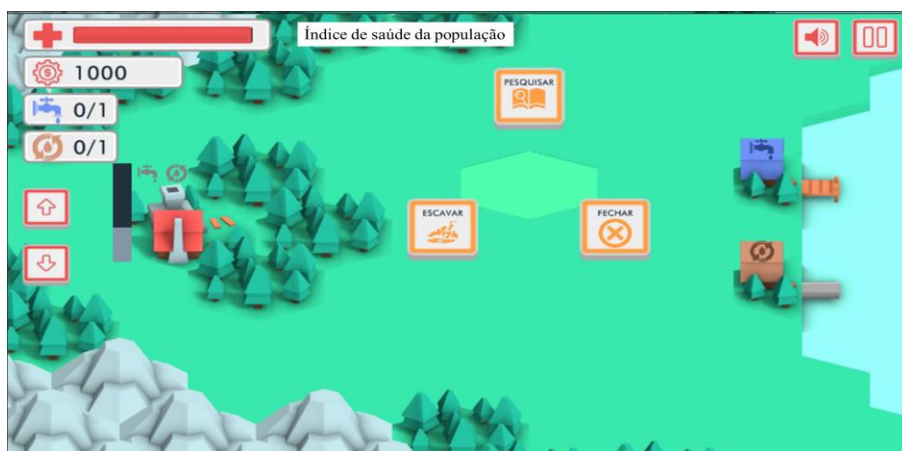 Índice de saúde da população
1000
0/1
0/1
PESQUISAR
ESCAVAR
FECHAR